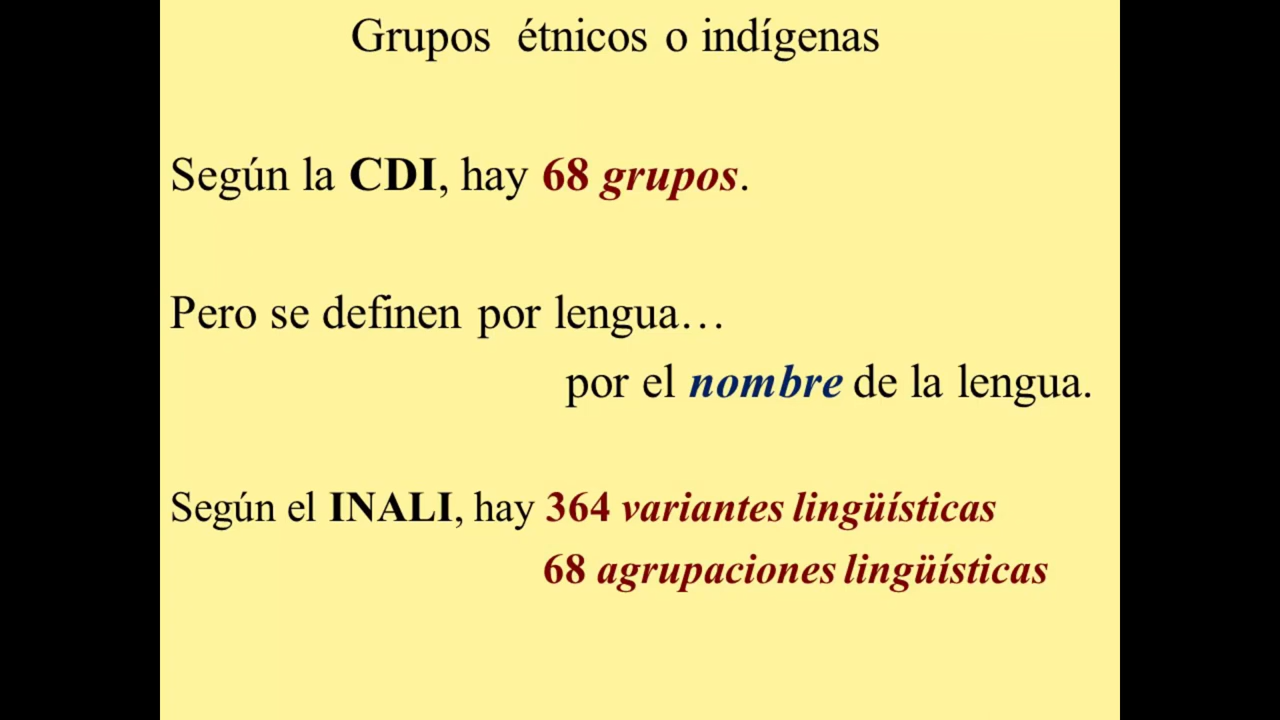 Grupos étnicos o indígenas
Según la CDI, hay 68 grupos.
Pero se definen por lengua…
por el nombre de la lengua.
Según el INALI, hay 364 variantes lingüísticas
68 agrupaciones lingüísticas